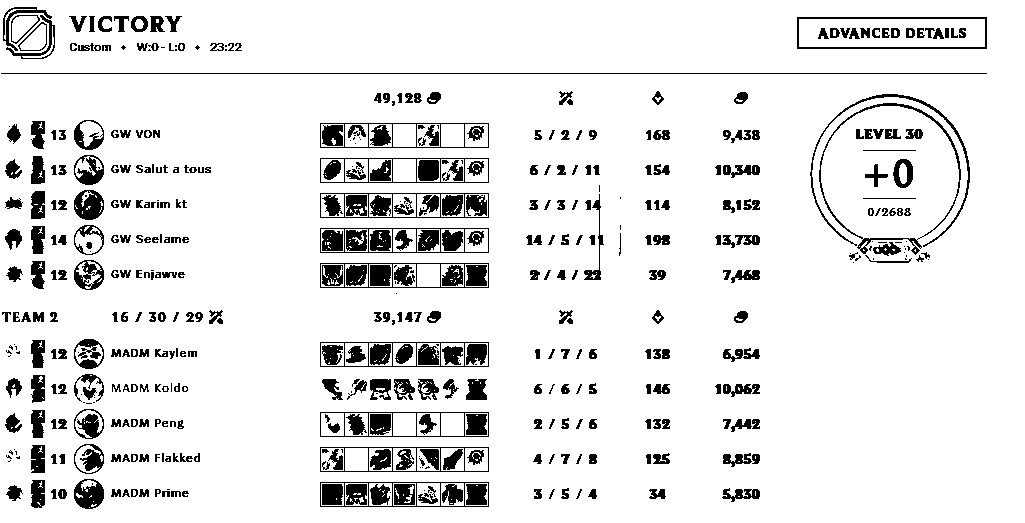 VICTORY
Custom • W:0 - L:0 • 23:22
ADVANCED DETAILS
49,128
13 GW VON 5 / 2 / 9 168 9,438
13 GW Salut a tous 6 / 2 / 11 154 10,340
12 GW Karim kt 3 / 3 / 14 114 8,152
14 GW Seelame 14 / 5 / 11 198 13,730
12 GW Enjawve 2 / 4 / 22 39 7,468
LEVEL 30
+0
0/2688
TEAM 2 16 / 30 / 29 39,147
12 MADM Kaylem 1 / 7 / 6 138 6,954
12 MADM Koldo 6 / 6 / 5 146 10,062
12 MADM Peng 2 / 5 / 6 132 7,442
11 MADM Flakked 4 / 7 / 8 125 8,859
10 MADM Prime 3 / 5 / 4 34 5,830